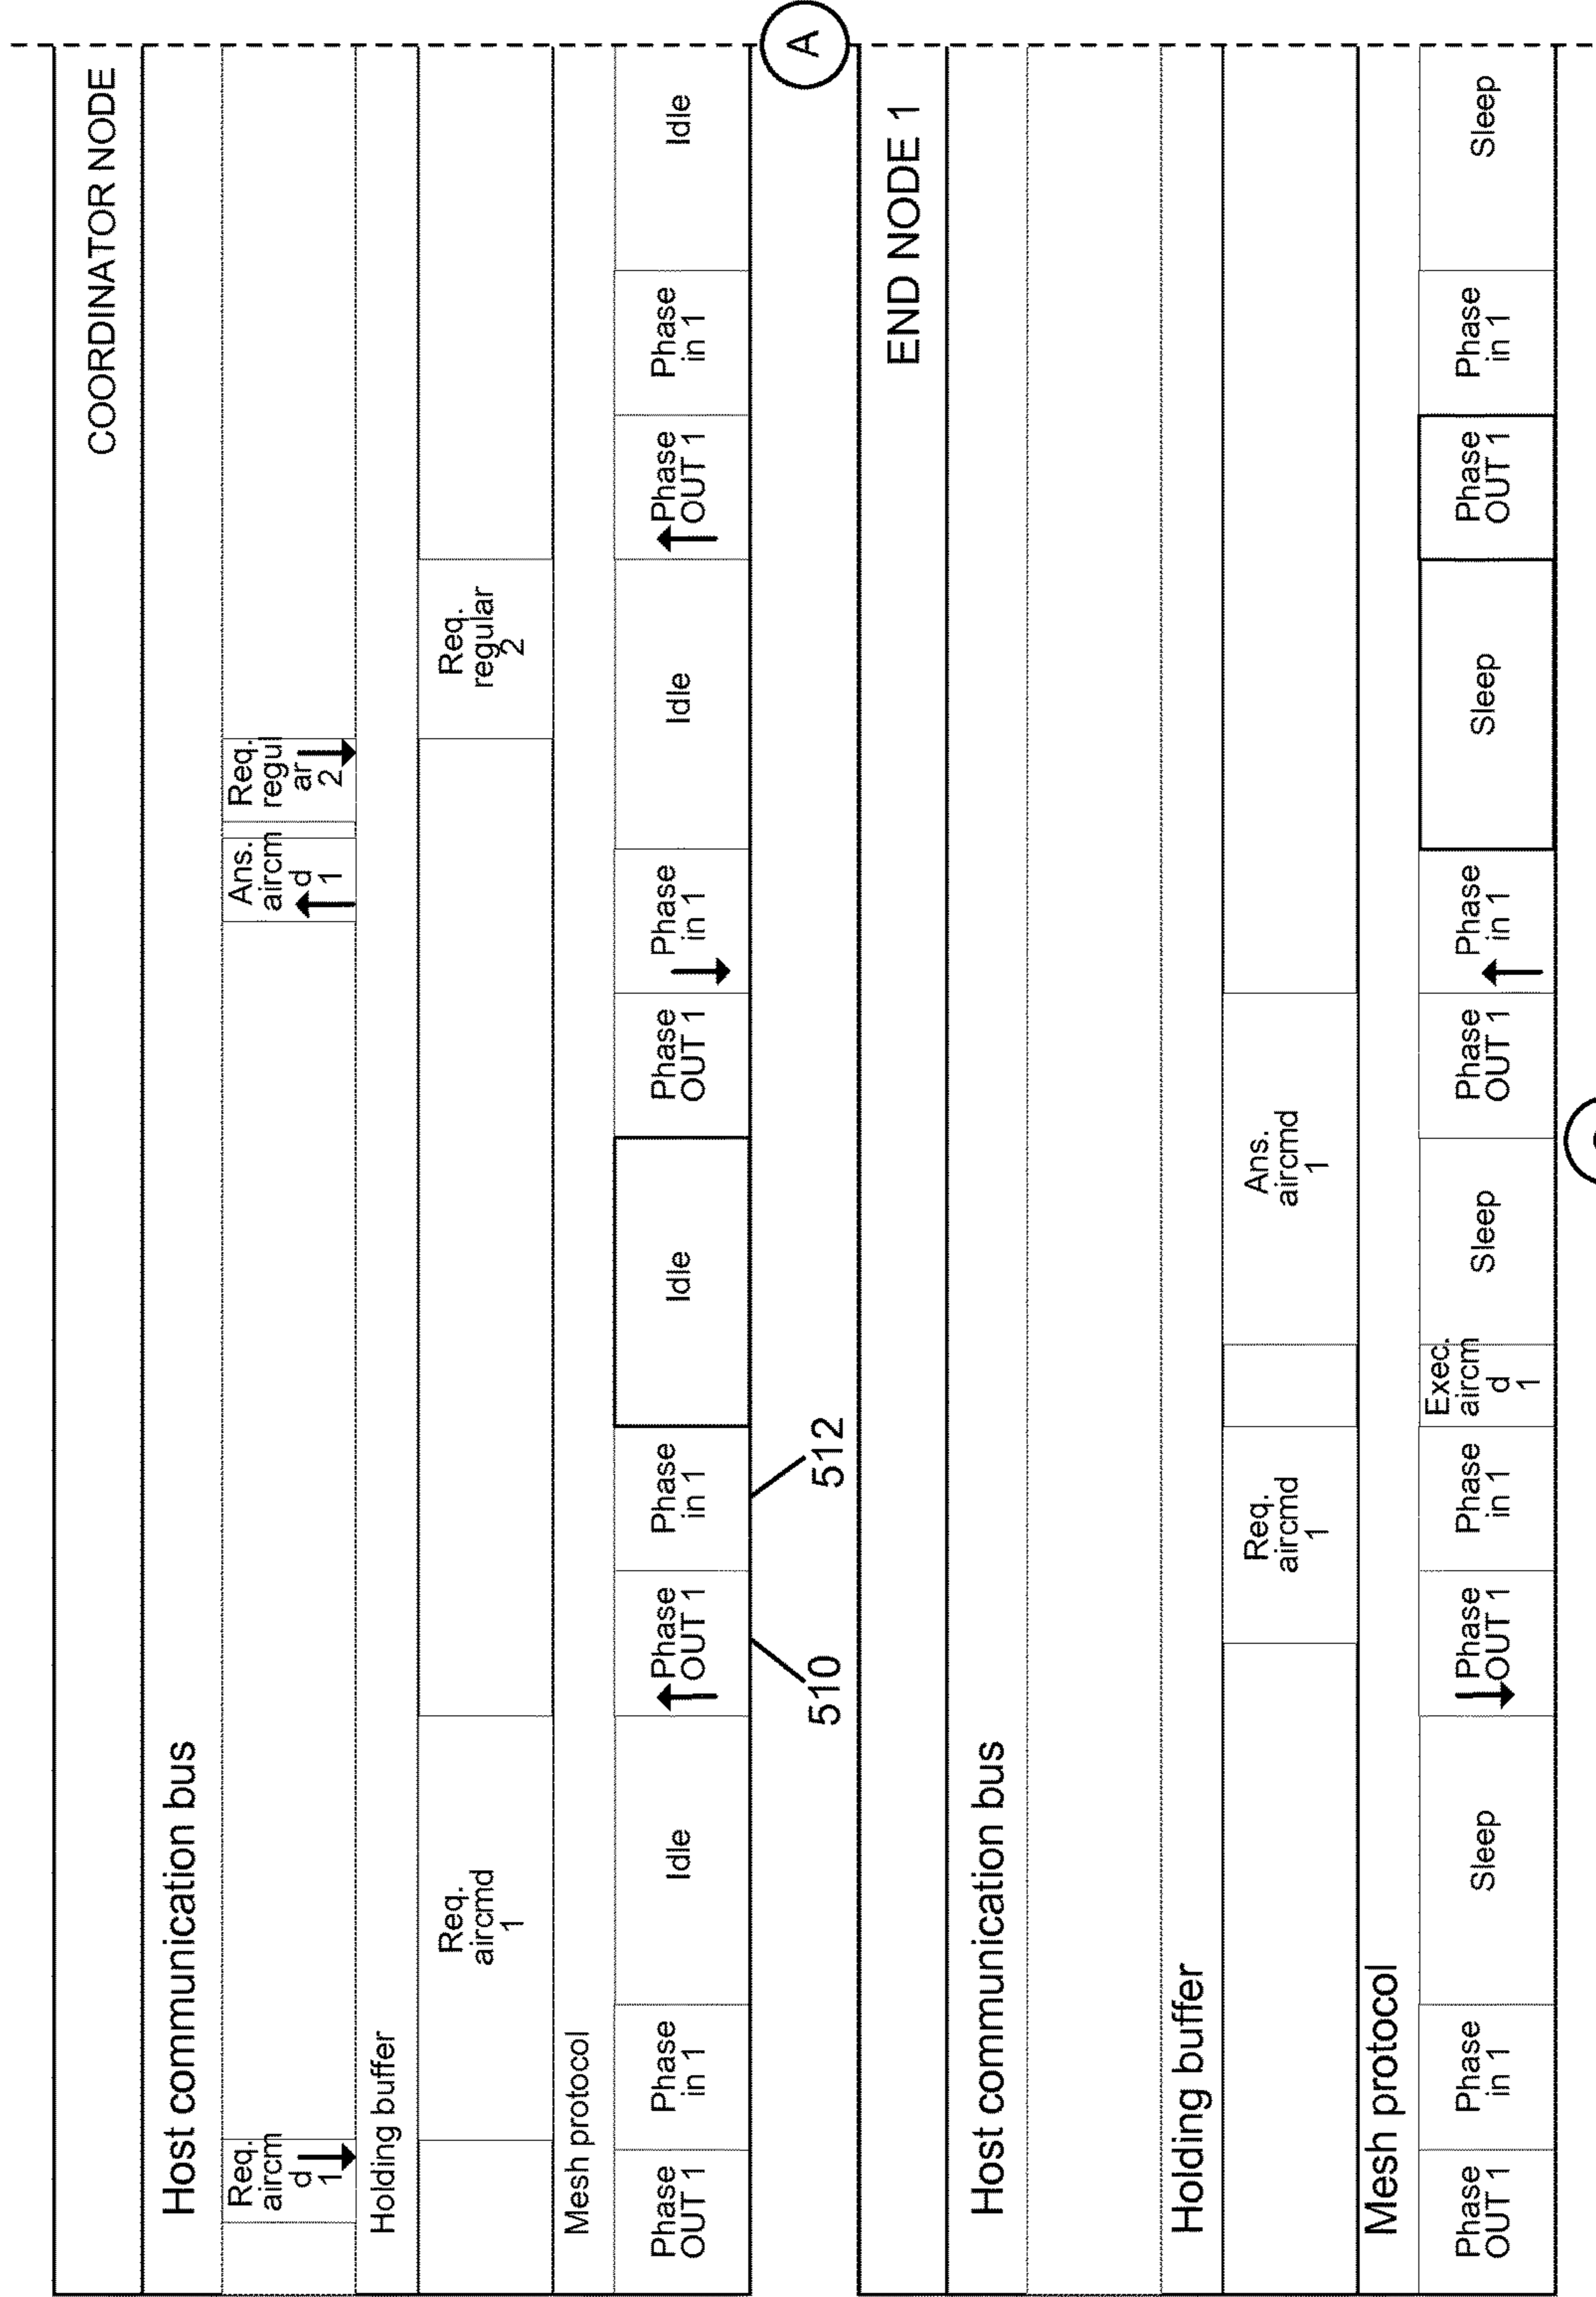 COORDINATOR NODE
Host communication bus
Req.
aircm
d
1
Ans.
aircm
d
1
Req.
regul
ar
2
Holding buffer
Req.
aircmd
1
Req.
regular
2
Mesh protocol
Phase
OUT 1
Phase
in 1
Idle
Phase
OUT 1
Phase
in 1
Idle
Phase
OUT 1
Phase
in 1
Idle
Phase
OUT 1
Phase
in 1
Idle
510
512
A
END NODE 1
Host communication bus
Holding buffer
Req.
aircmd
1
Ans.
aircmd
1
Mesh protocol
Phase
OUT 1
Phase
in 1
Sleep
Phase
OUT 1
Phase
in 1
Exec.
aircm
d
1
Sleep
Phase
OUT 1
Phase
in 1
Sleep
Phase
OUT 1
Phase
in 1
Sleep